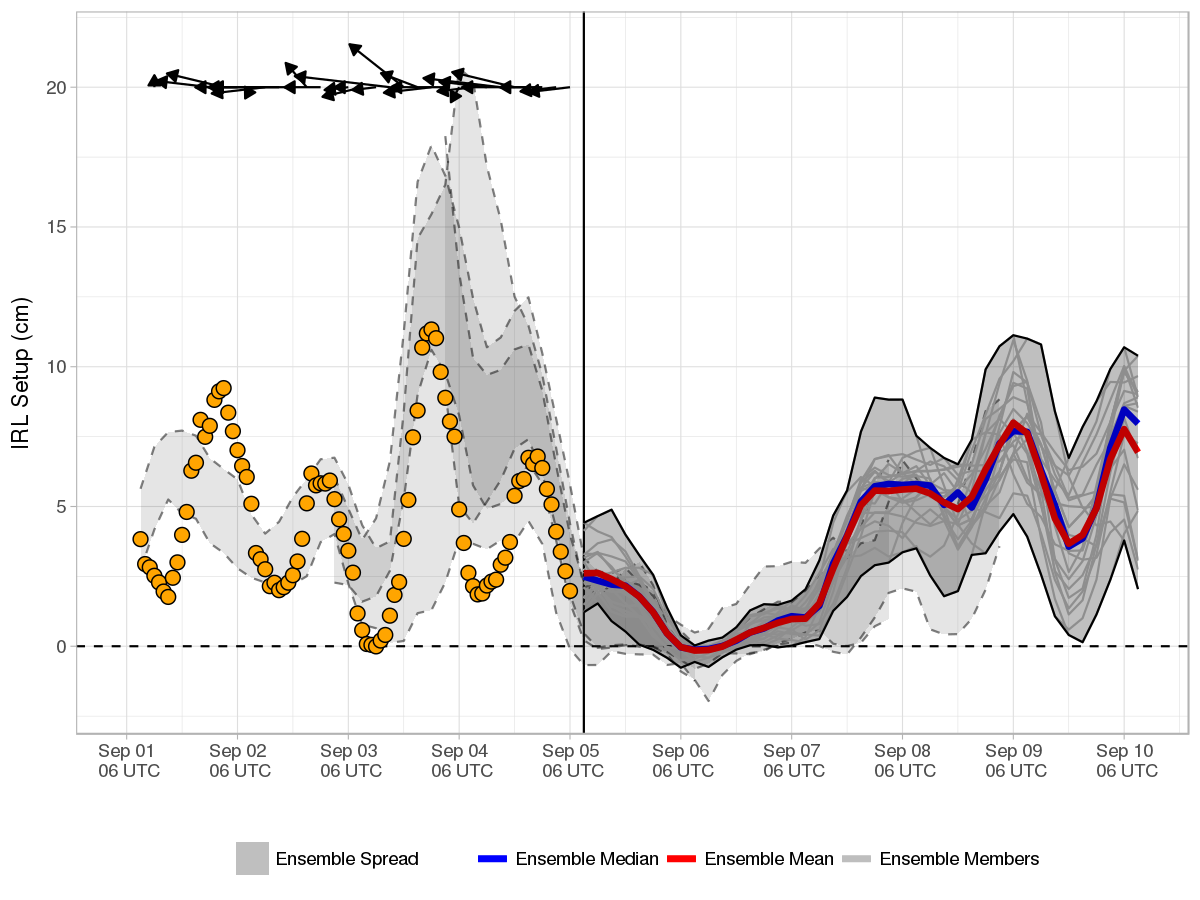 IRL Setup (cm)
20
15
10
5
0
Sep 01 Sep 02 Sep 03 Sep 04 Sep 05 Sep 06 Sep 07 Sep 08 Sep 09 Sep 10
06 UTC 06 UTC 06 UTC 06 UTC 06 UTC 06 UTC 06 UTC 06 UTC 06 UTC 06 UTC
Ensemble Spread Ensemble Median Ensemble Mean Ensemble Members